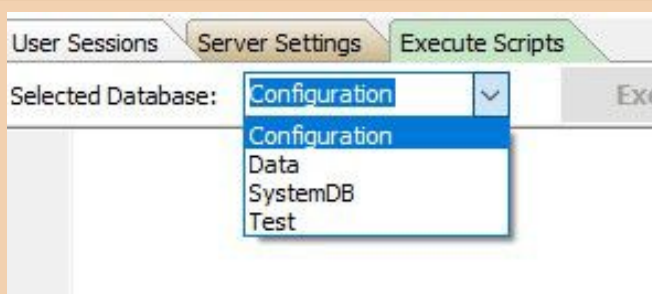 User Sessions Server Settings Execute Scripts
Selected Database: Configuration
Configuration
Data
SystemDB
Test